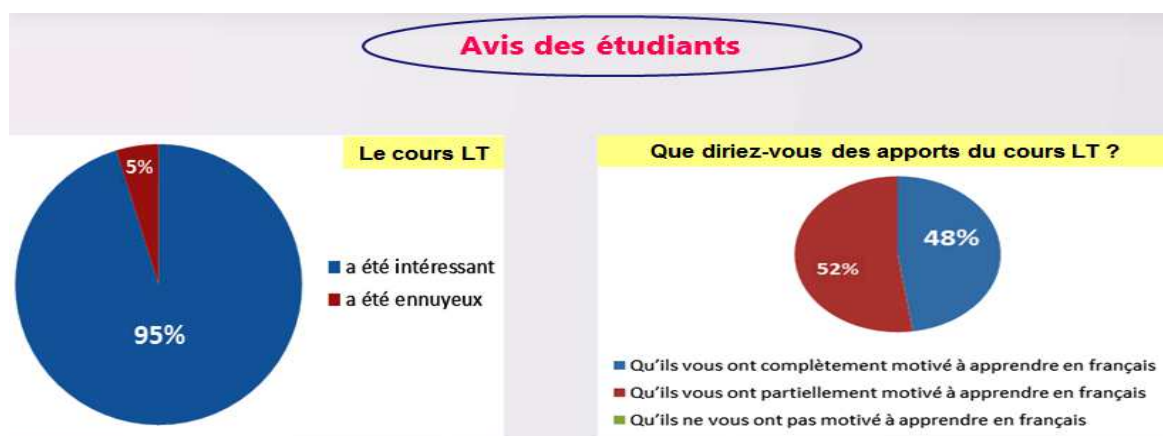 Avis des étudiants
Le cours LT
5%
95%
a été intéressant
a été ennuyeux
Que diriez-vous des apports du cours LT ?
48%
52%
Qu'ils vous ont complètement motivé à apprendre en français
Qu'ils vous ont partiellement motivé à apprendre en français
Qu'ils ne vous ont pas motivé à apprendre en français